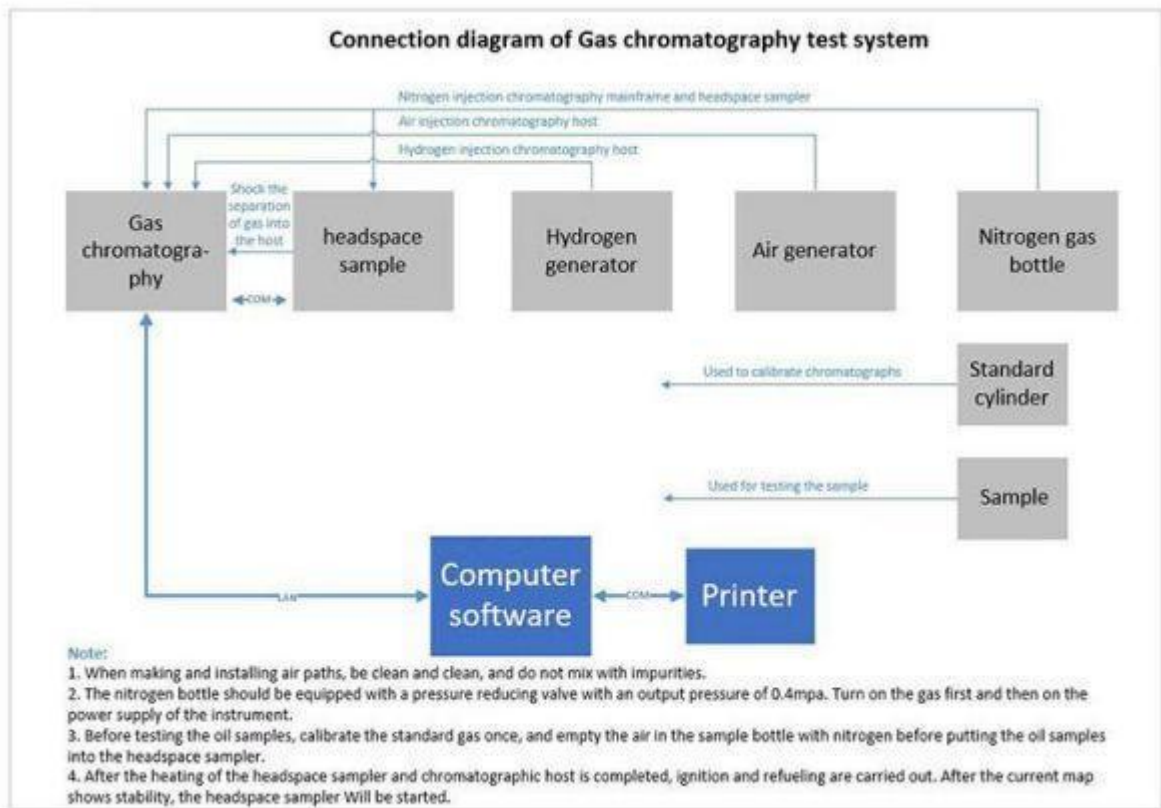 Connection diagram of Gas chromatography test system
Nitrogen injection chromatography mainframe and headspace sampler
Air injection chromatography host
Hydrogen injection chromatography host
Gas
chromatogra-
phy
Shock the
separation
of gas into
the host
COM
headspace
sample
Hydrogen
generator
Air generator
Nitrogen gas
bottle
Used to calibrate chromatographs
Standard
cylinder
Used for testing the sample
Sample
LAN
Computer
software
COM
Printer
Note:
1. When making and installing air paths, be clean and clean, and do not mix with impurities.
2. The nitrogen bottle should be equipped with a pressure reducing valve with an output pressure of 0.4mpa. Turn on the gas first and then on the
power supply of the instrument.
3. Before testing the oil samples, calibrate the standard gas once, and empty the air in the sample bottle with nitrogen before putting the oil samples
into the headspace sampler.
4. After the heating of the headspace sampler and chromatographic host is completed, ignition and refueling are carried out. After the current map
shows stability, the headspace sampler Will be started.